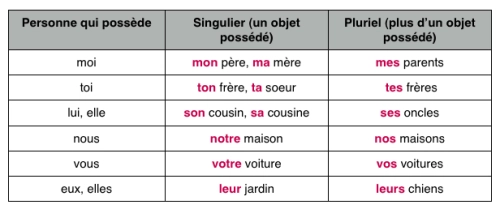 Personne qui possède Singulier (un objet possédé) Pluriel (plus d'un objet possédé)
moi mon père, ma mère mes parents
toi ton frère, ta soeur tes frères
lui, elle son cousin, sa cousine ses oncles
nous notre maison nos maisons
vous votre voiture vos voitures
eux, elles leur jardin leurs chiens